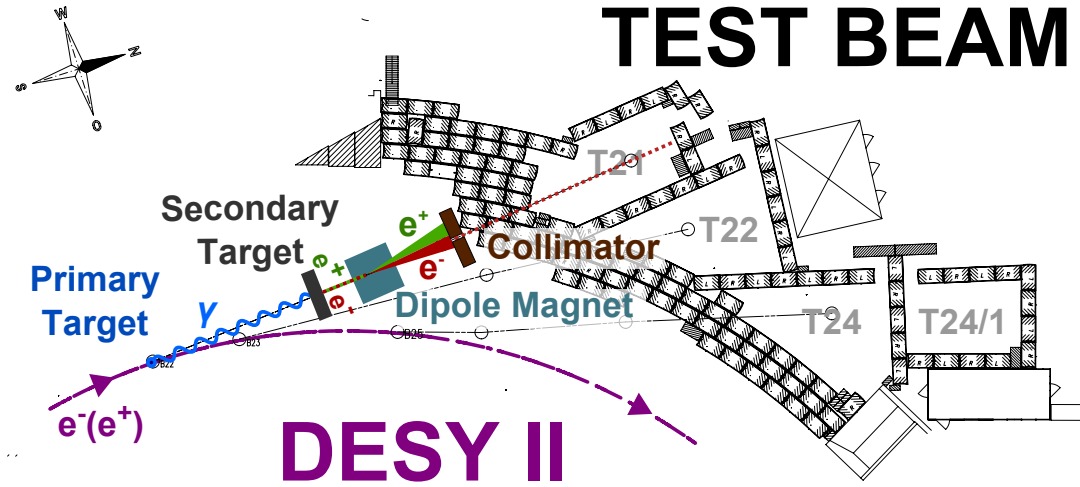 TEST BEAM
W
N
S
O
T21
Secondary
Target
e⁺
e⁻
Collimator
T22
e⁺
e⁻
Primary
Target
γ
Dipole Magnet
T24
T24/1
B22
B23
B25
e⁻(e⁺)
DESY II